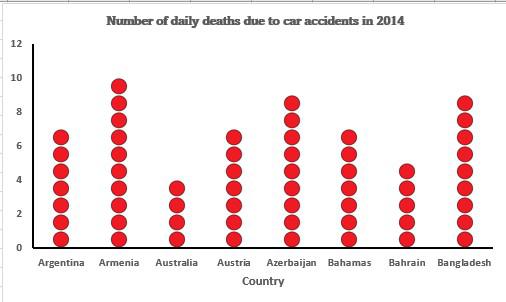 Number of daily deaths due to car accidents in 2014
12
10
8
6
4
2
0
Argentina Armenia Australia Austria Azerbaijan Bahamas Bahrain Bangladesh
Country